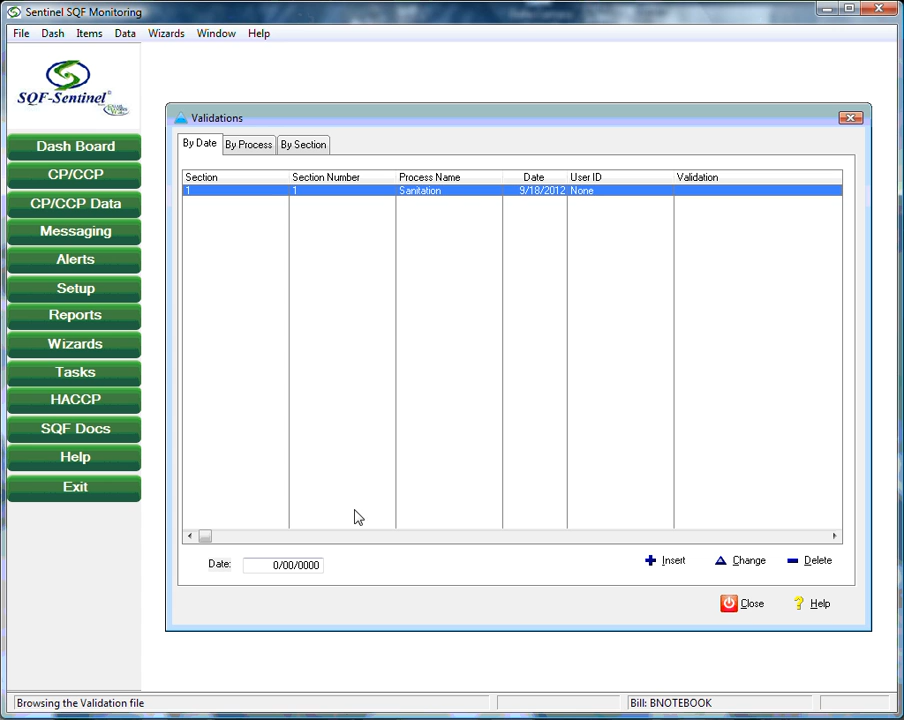 Sentinel SQF Monitoring
File Dash Items Data Wizards Window Help
SQF-Sentinel®
Dash Board
CP/CCP
CP/CCP Data
Messaging
Alerts
Setup
Reports
Wizards
Tasks
HACCP
SQF Docs
Help
Exit
Validations
By Date By Process By Section
Section Section Number Process Name Date User ID Validation
1 1 Sanitation 9/18/2012 None
Date: 0/00/0000
Insert Change Delete
Close Help
Browsing the Validation file Bill: BNOTEBOOK